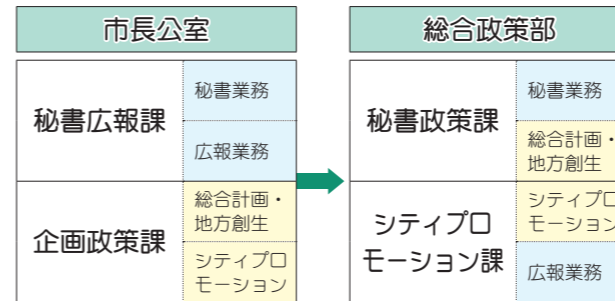 市長公室
秘書広報課
秘書業務
広報業務
企画政策課
総合計画・
地方創生
シティプロ
モーション
総合政策部
秘書政策課
秘書業務
総合計画・
地方創生
シティプロ
モーション課
シティプロ
モーション
広報業務